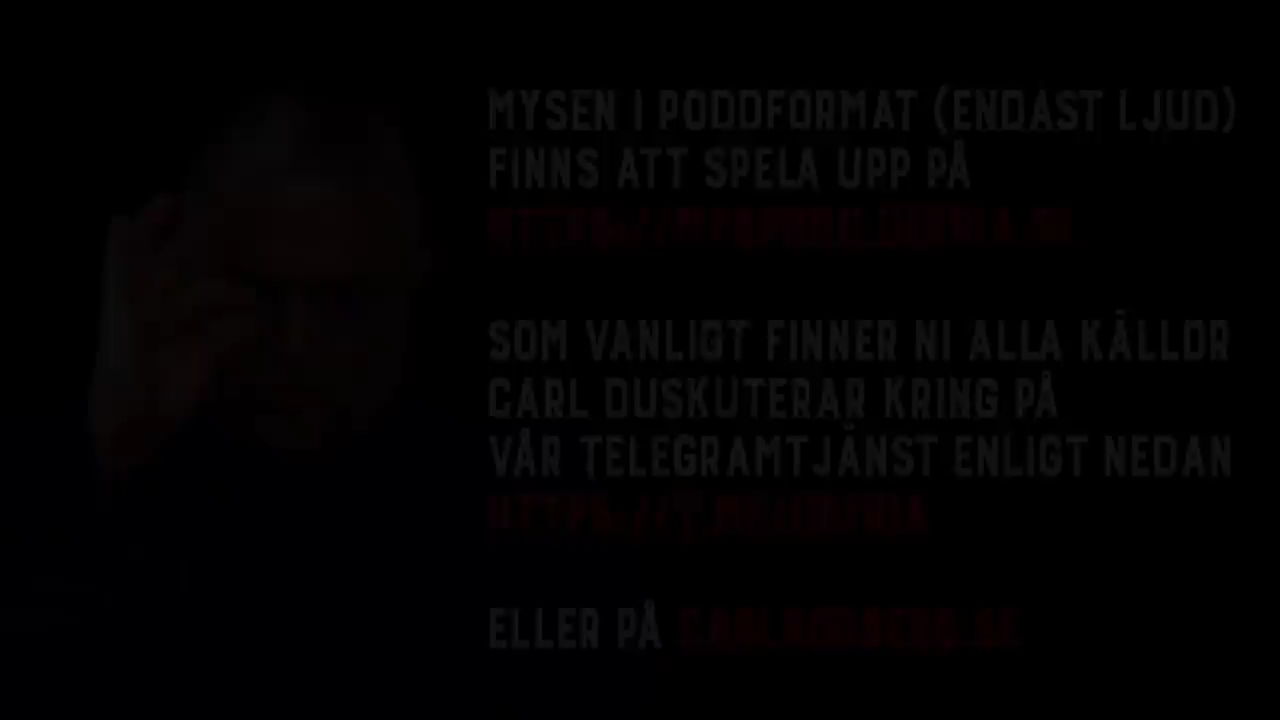 MYSEN I PODDFORMAT (ENDAST LJUD)
FINNS ATT SPELA UPP PÅ
SOM VANLIGT FINNER NI ALLA KÄLLOR
CARL DUSKUTERAR KRING PÅ
VÅR TELEGRAMTJÄNST ENLIGT NEDAN
ELLER PÅ